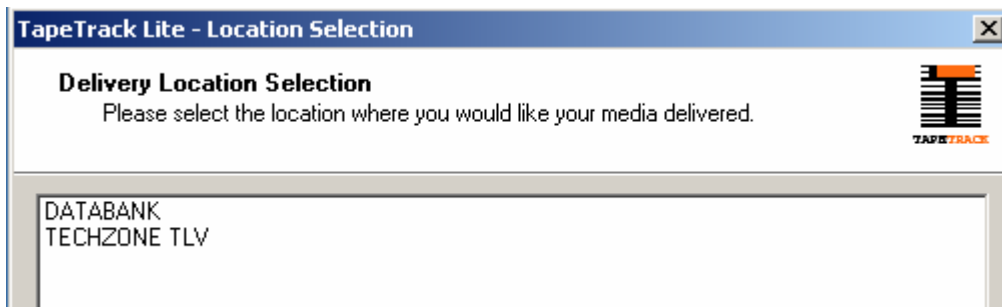 TapeTrack Lite - Location Selection
Delivery Location Selection
Please select the location where you would like your media delivered.
TAPETRACK
DATABANK
TECHZONE TLV